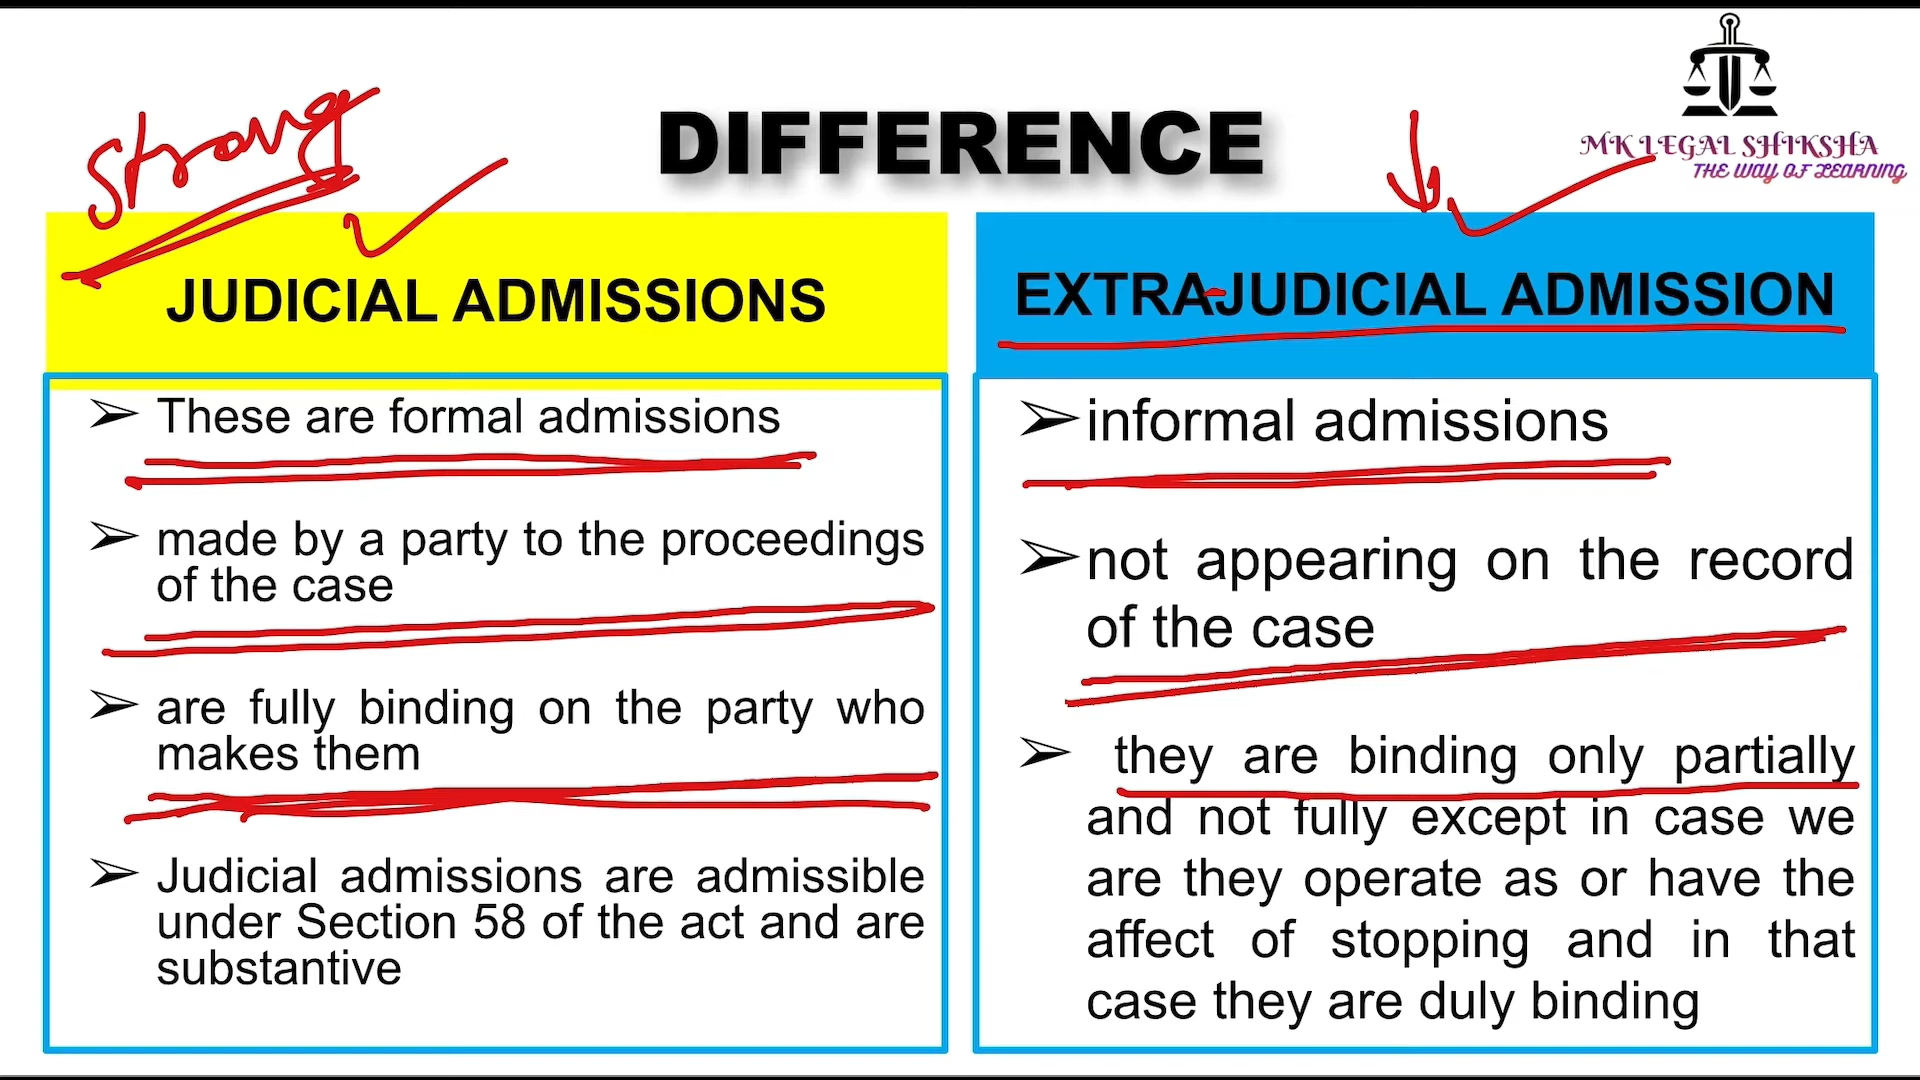 Strong
DIFFERENCE
MK LEGAL SHIKSHA
THE WAY OF LEARNING
JUDICIAL ADMISSIONS
➢ These are formal admissions
➢ made by a party to the proceedings
of the case
➢ are fully binding on the party who
makes them
➢ Judicial admissions are admissible
under Section 58 of the act and are
substantive
EXTRA-JUDICIAL ADMISSION
➢ informal admissions
➢ not appearing on the record
of the case
➢ they are binding only partially
and not fully except in case we
are they operate as or have the
affect of stopping and in that
case they are duly binding